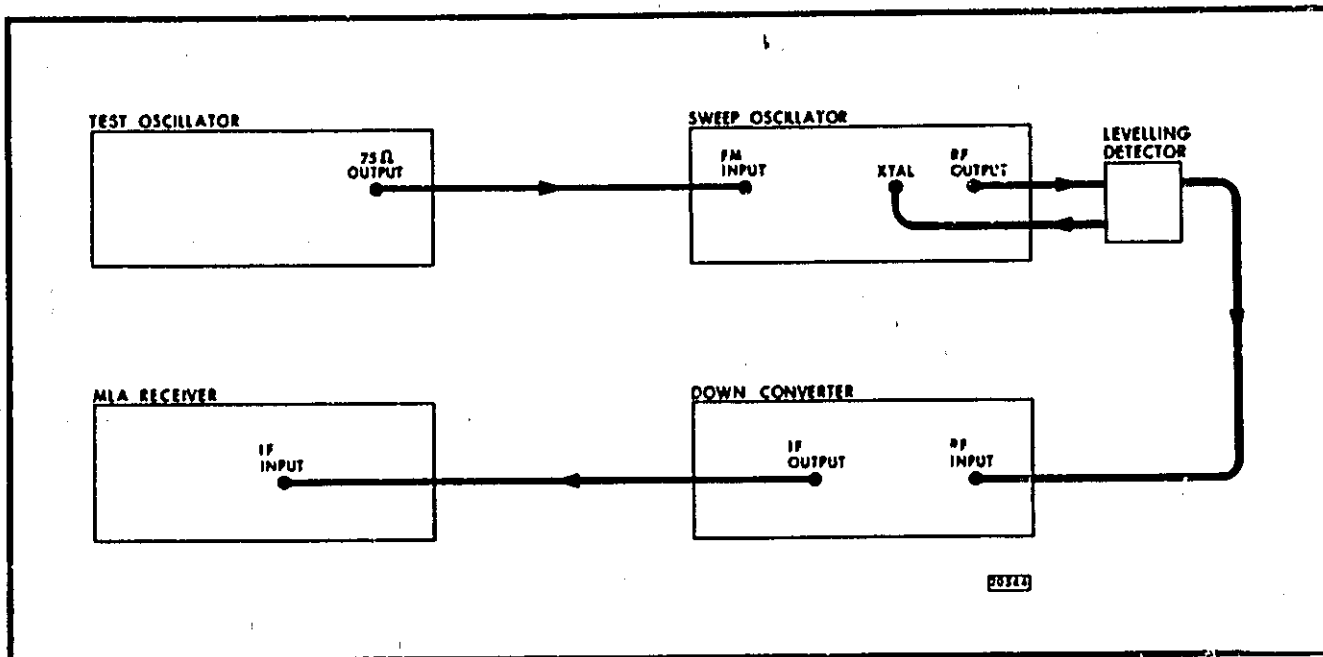 TEST OSCILLATOR
75Ω
OUTPUT
SWEEP OSCILLATOR
FM
INPUT
XTAL
RF
OUTPUT
LEVELLING
DETECTOR
MLA RECEIVER
IF
INPUT
DOWN CONVERTER
IF
OUTPUT
RF
INPUT